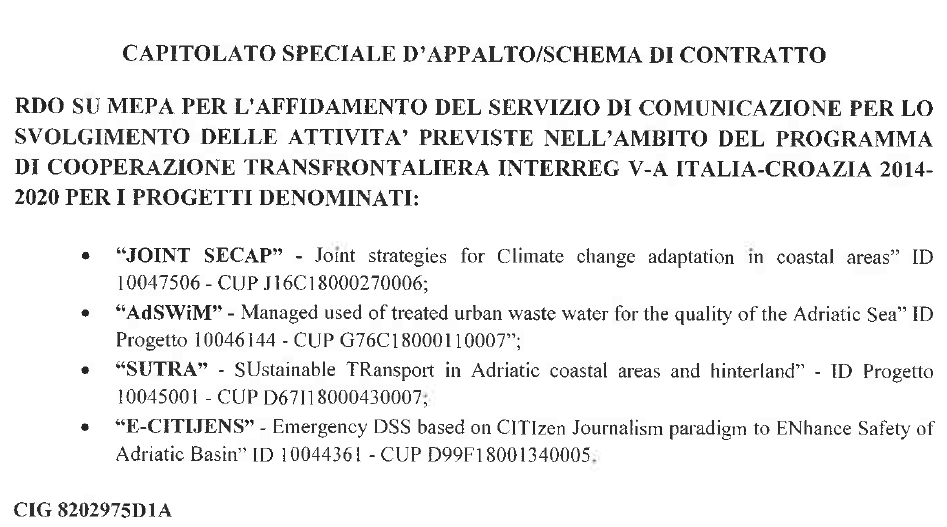 CAPITOLATO SPECIALE D'APPALTO/SCHEMA DI CONTRATTO
RDO SU MEPA PER L'AFFIDAMENTO DEL SERVIZIO DI COMUNICAZIONE PER LO
SVOLGIMENTO DELLE ATTIVITA' PREVISTE NELL'AMBITO DEL PROGRAMMA
DI COOPERAZIONE TRANSFRONTALIERA INTERREG V-A ITALIA-CROAZIA 2014-
2020 PER I PROGETTI DENOMINATI:
• "JOINT SECAP" - Joint strategies for Climate change adaptation in coastal areas" ID
10047506 - CUP J16C18000270006;
• "AdSWiM" - Managed used of treated urban waste water for the quality of the Adriatic Sea" ID
Progetto 10046144 - CUP G76C18000110007";
• "SUTRA" - SUstainable TRansport in Adriatic coastal areas and hinterland" - ID Progetto
10045001 - CUP D67I18000430007;
• "E-CITIJENS" - Emergency DSS based on CITIzen Journalism paradigm to ENhance Safety of
Adriatic Basin" ID 10044361 - CUP D99F18001340005.
CIG 8202975D1A